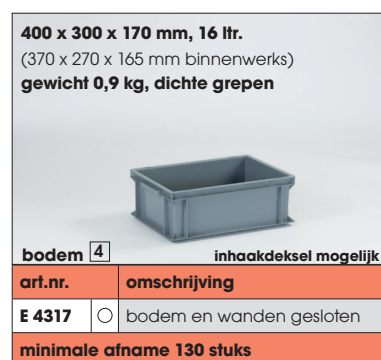 400 x 300 x 170 mm, 16 ltr.
(370 x 270 x 165 mm binnenwerks)
gewicht 0,9 kg, dichte grepen
bodem 4
inhaakdeksel mogelijk
art.nr. omschrijving
E 4317 bodem en wanden gesloten
minimale afname 130 stuks